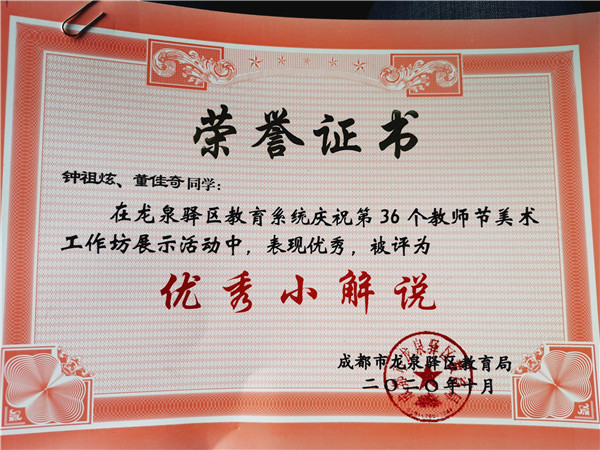 荣誉证书
钟祖炫、董佳奇同学：
在龙泉驿区教育系统庆祝第36个教师节美术
工作坊展示活动中，表现优秀，被评为
优秀小解说
成都市龙泉驿区教育局
二〇二〇年十月